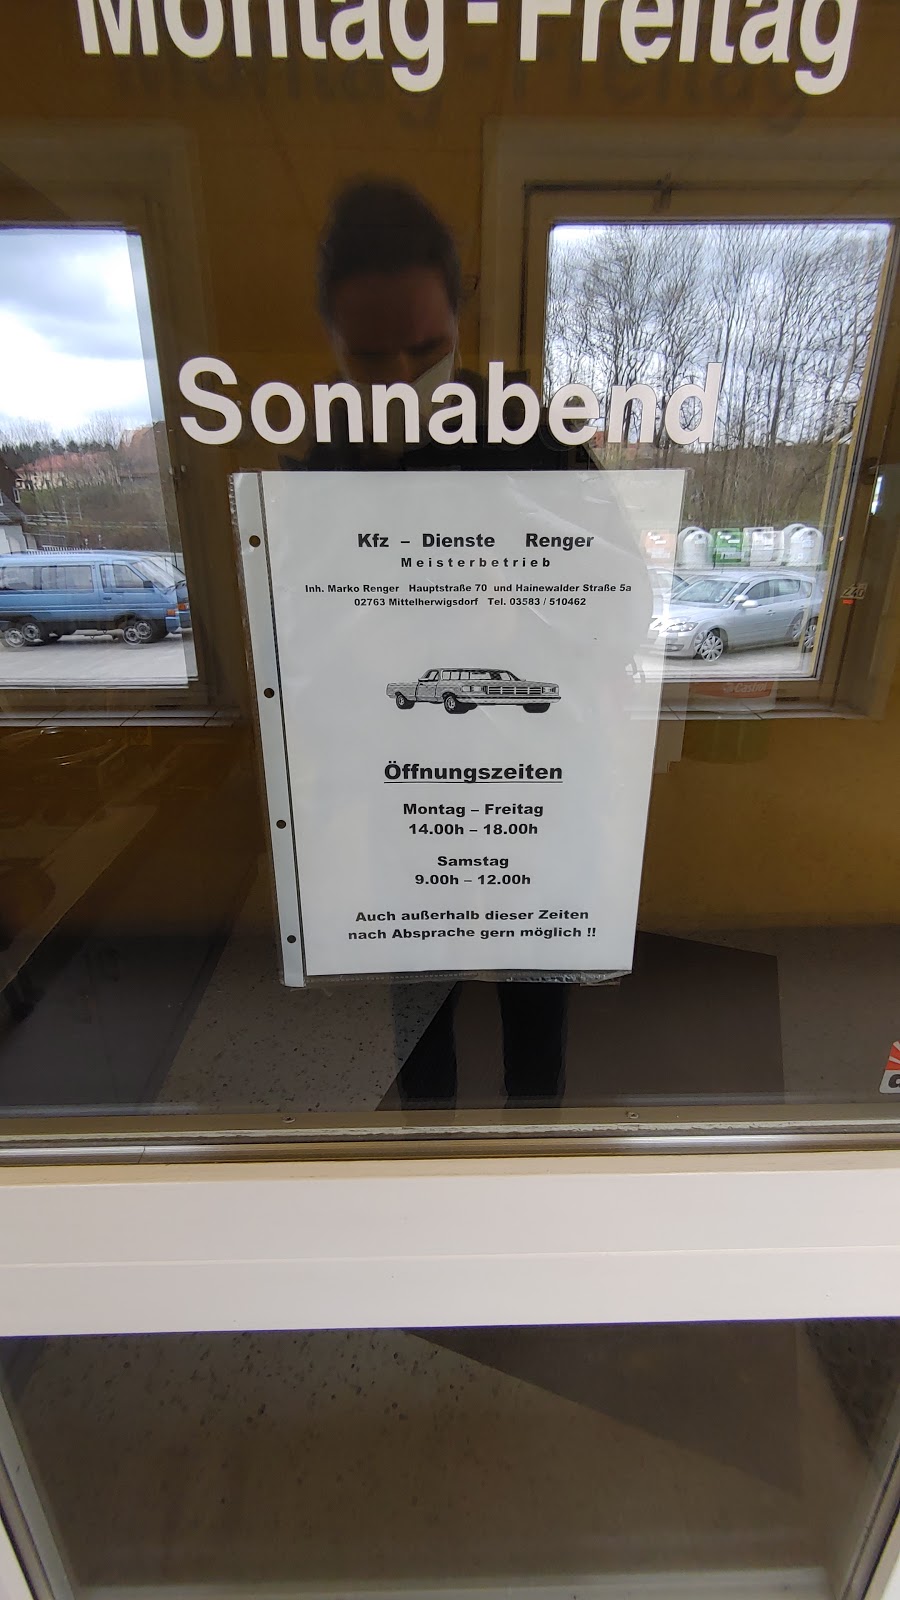 Montag - Freitag
Sonnabend
Kfz – Dienste Renger
Meisterbetrieb
Inh. Marko Renger Hauptstraße 70 und Hainewalder Straße 5a
02763 Mittelherwigsdorf Tel. 03583 / 510462
Öffnungszeiten
Montag – Freitag
14.00h – 18.00h
Samstag
9.00h – 12.00h
Auch außerhalb dieser Zeiten
nach Absprache gern möglich !!
Castrol